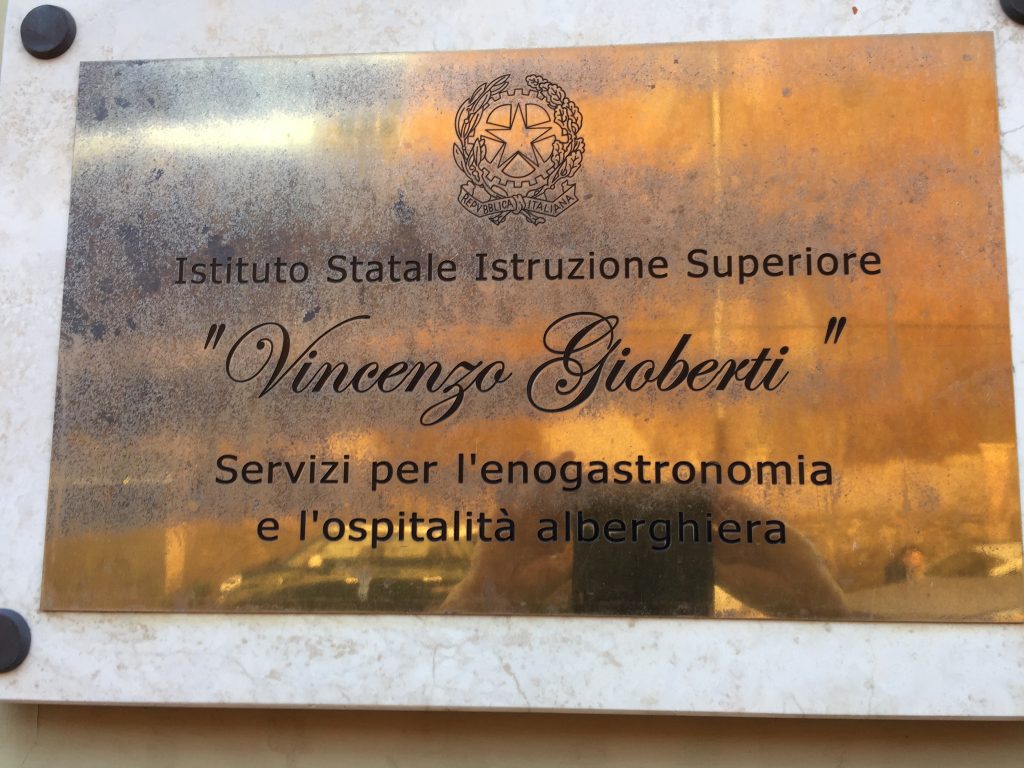 REPVBBLICA ITALIANA
Istituto Statale Istruzione Superiore
"Vincenzo Gioberti"
Servizi per l'enogastronomia
e l'ospitalità alberghiera